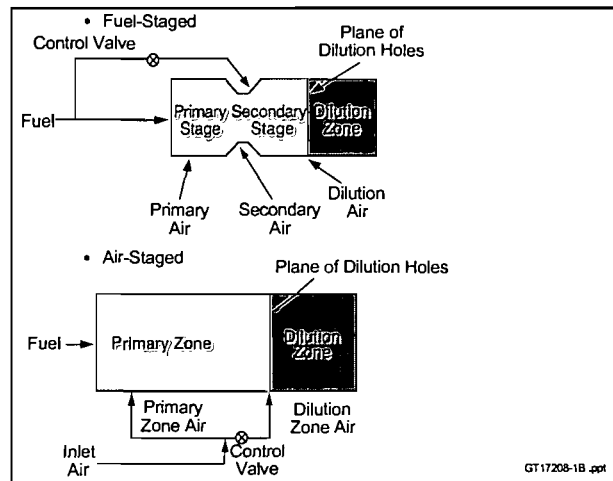 • Fuel-Staged
Control Valve
Plane of
Dilution Holes
Fuel
Primary Secondary
Stage Stage
Dilution
Zone
Primary
Air
Secondary
Air
Dilution
Air
• Air-Staged
Plane of Dilution Holes
Fuel
Primary Zone
Dilution
Zone
Primary
Zone Air
Dilution
Zone Air
Inlet
Air
Control
Valve
GT17208-1B .ppt